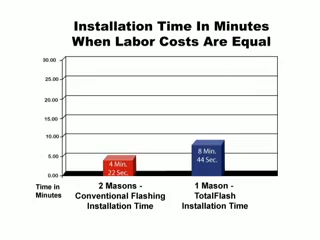 Installation Time In Minutes
When Labor Costs Are Equal
30.00
25.00
20.00
15.00
10.00
5.00
0.00
4 Min.
22 Sec.
8 Min.
44 Sec.
Time in
Minutes
2 Masons -
Conventional Flashing
Installation Time
1 Mason -
TotalFlash
Installation Time